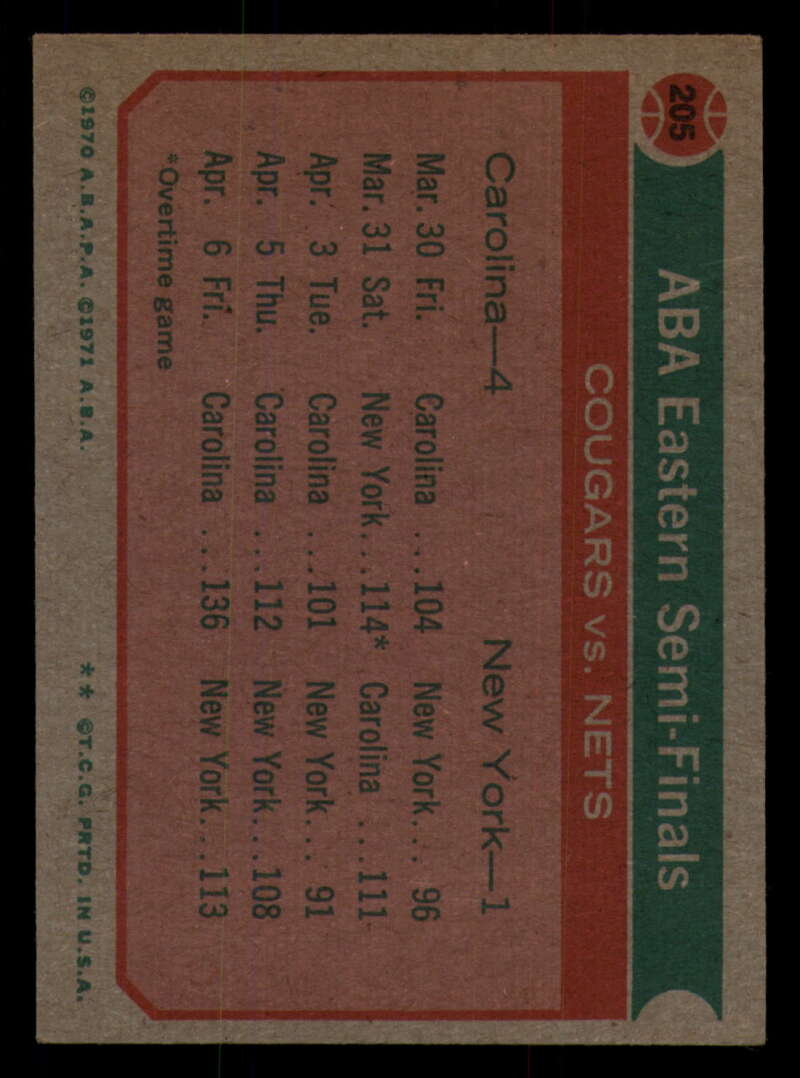 205
ABA Eastern Semi-Finals
COUGARS vs. NETS
Carolina—4 New York—1
Mar. 30 Fri. Carolina ...104 New York... 96
Mar. 31 Sat. New York...114* Carolina ...111
Apr. 3 Tue. Carolina ...101 New York... 91
Apr. 5 Thu. Carolina ...112 New York...108
Apr. 6 Fri. Carolina ...136 New York...113
*Overtime game
©1970 A.B.A.P.A. ©1971 A.B.A. ** ©T.C.G. PRTD. IN U.S.A.